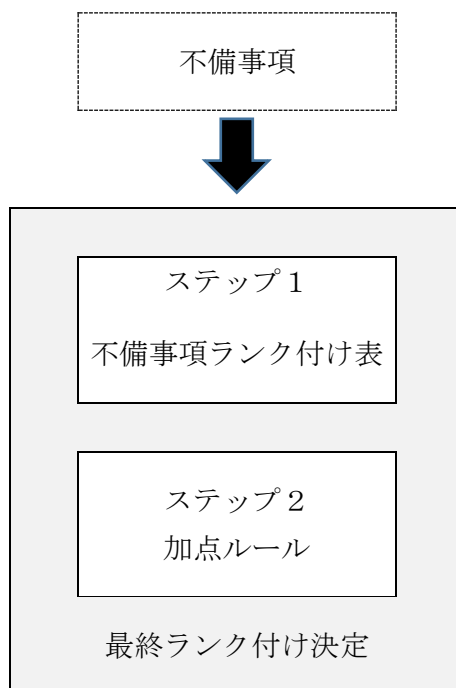 不備事項
ステップ１
不備事項ランク付け表
ステップ２
加点ルール
最終ランク付け決定